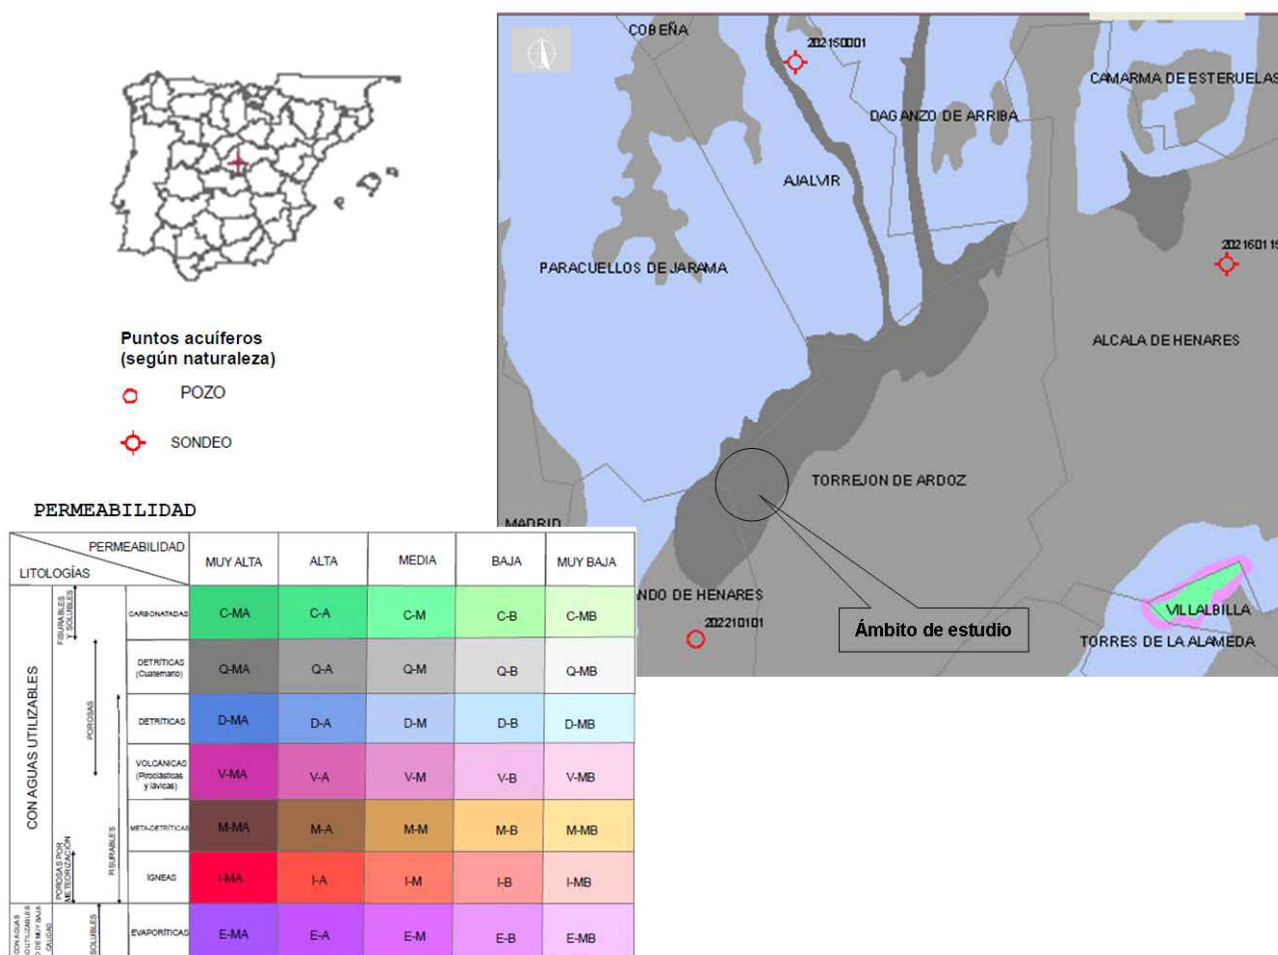 COBEÑA
202150001
CAMARMA DE ESTERUELAS
DAGANZO DE ARRIBA
AJALVIR
PARACUELLOS DE JARAMA
ALCALA DE HENARES
TORREJON DE ARDOZ
MADRID
NDO DE HENARES
202210101
VILLALBILLA
TORRES DE LA ALAMEDA
Ámbito de estudio
Puntos acuíferos
(según naturaleza)
POZO
SONDEO
PERMEABILIDAD
PERMEABILIDAD
LITOLOGÍAS
MUY ALTA ALTA MEDIA BAJA MUY BAJA
CON AGUAS UTILIZABLES
FISURABLES
Y SOLUBLES
POROSAS
FISURABLES
POROSAS POR
METEORIZACIÓN
CARBONATADAS C-MA C-A C-M C-B C-MB
DETRÍTICAS
(Cuaternario)
Q-MA Q-A Q-M Q-B Q-MB
DETRÍTICAS D-MA D-A D-M D-B D-MB
VOLCÁNICAS
(Piroclásticas
y lávicas)
V-MA V-A V-M V-B V-MB
META-DETRÍTICAS M-MA M-A M-M M-B M-MB
ÍGNEAS I-MA I-A I-M I-B I-MB
SOLUBLES
EVAPORÍTICAS E-MA E-A E-M E-B E-MB